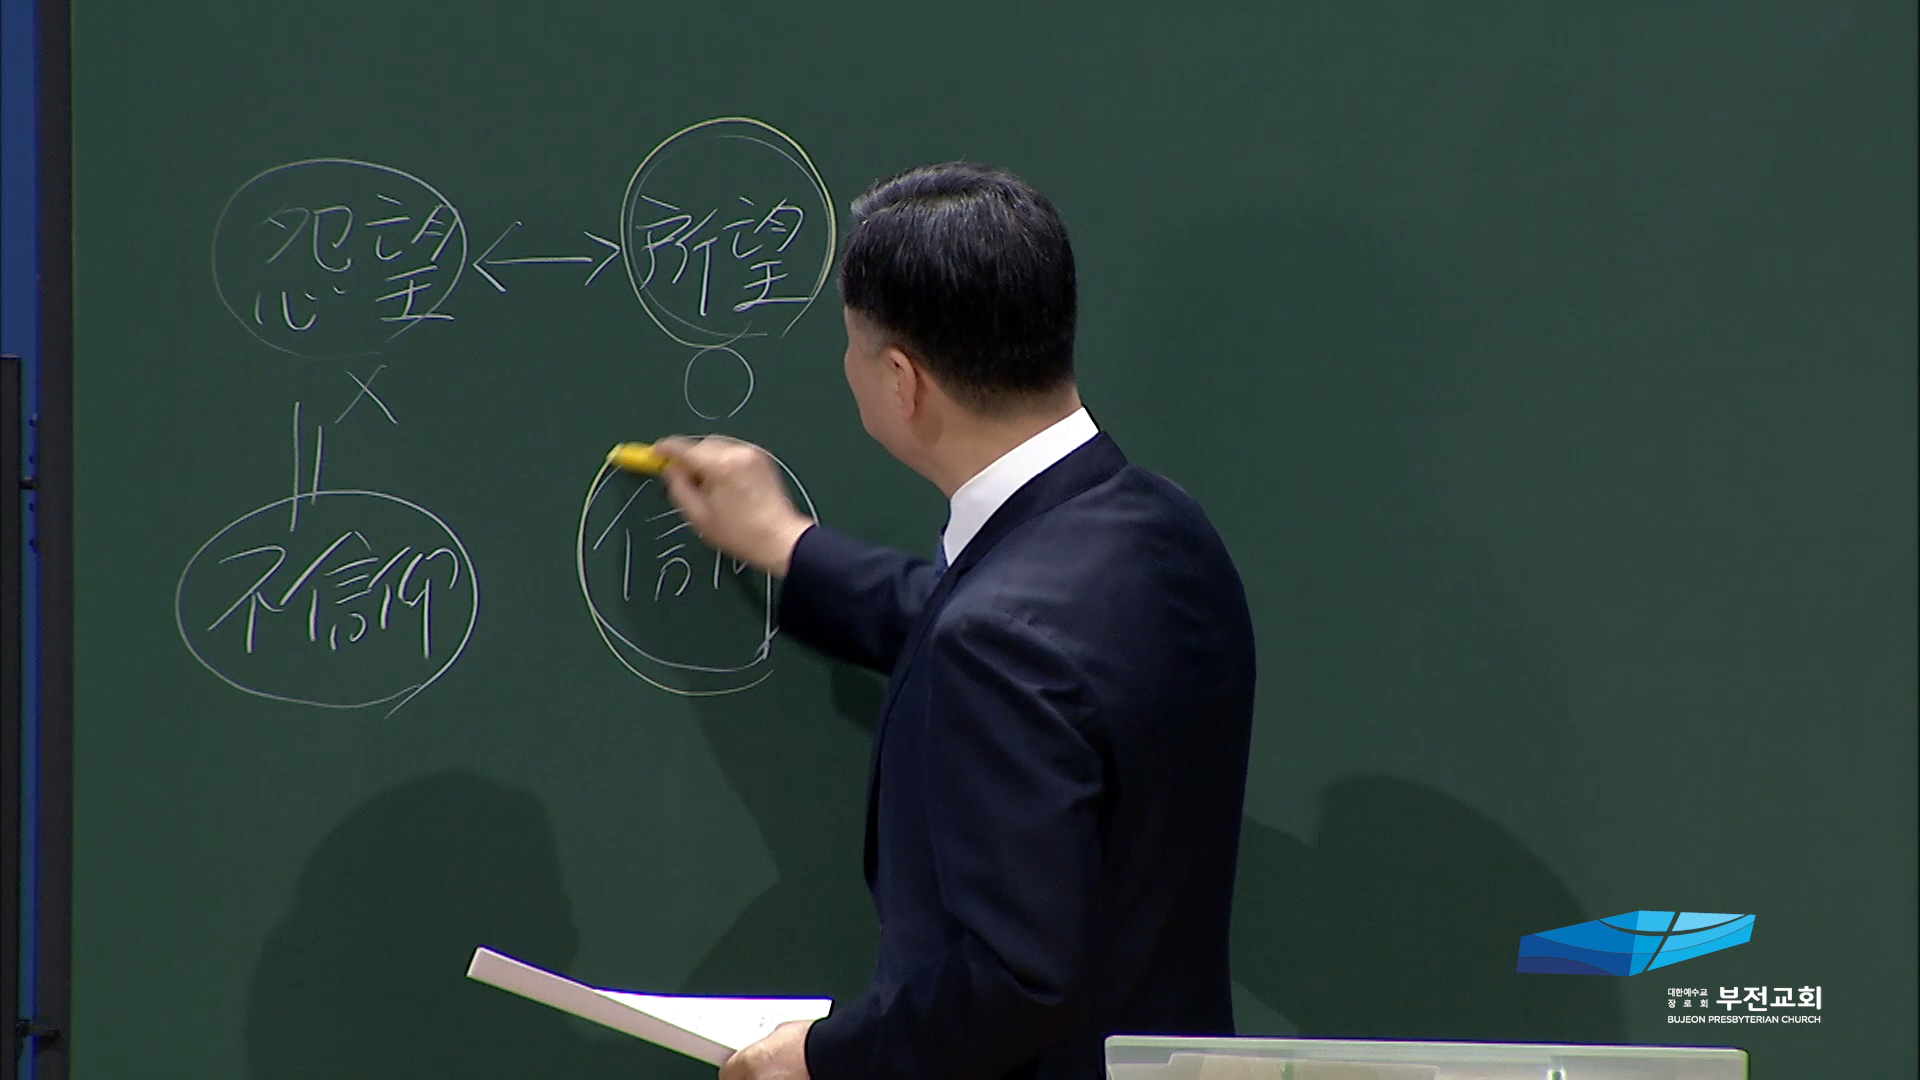 怨望 ↔ 所望
X ○
不信仰 信
대한예수교
장로회 부전교회
BUJEON PRESBYTERIAN CHURCH